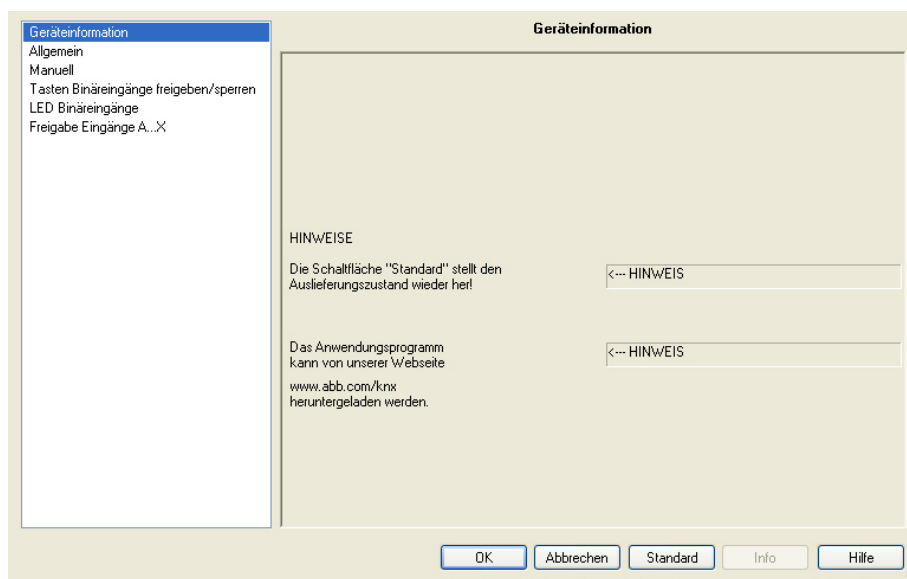 Geräteinformation
Allgemein
Manuell
Tasten Binäreingänge freigeben/sperren
LED Binäreingänge
Freigabe Eingänge A...X
Geräteinformation
HINWEISE
Die Schaltfläche "Standard" stellt den
Auslieferungszustand wieder her!
<--- HINWEIS
Das Anwendungsprogramm
kann von unserer Webseite
<--- HINWEIS
www.abb.com/knx
heruntergeladen werden.
OK
Abbrechen
Standard
Info
Hilfe